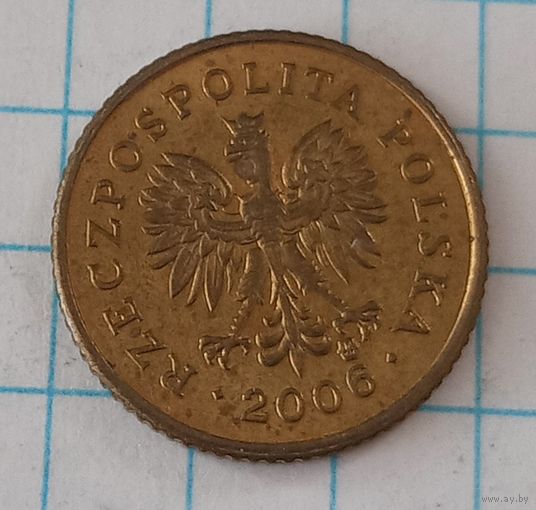 RZECZPOSPOLITA POLSKA
· 2006 ·
www.ay.by